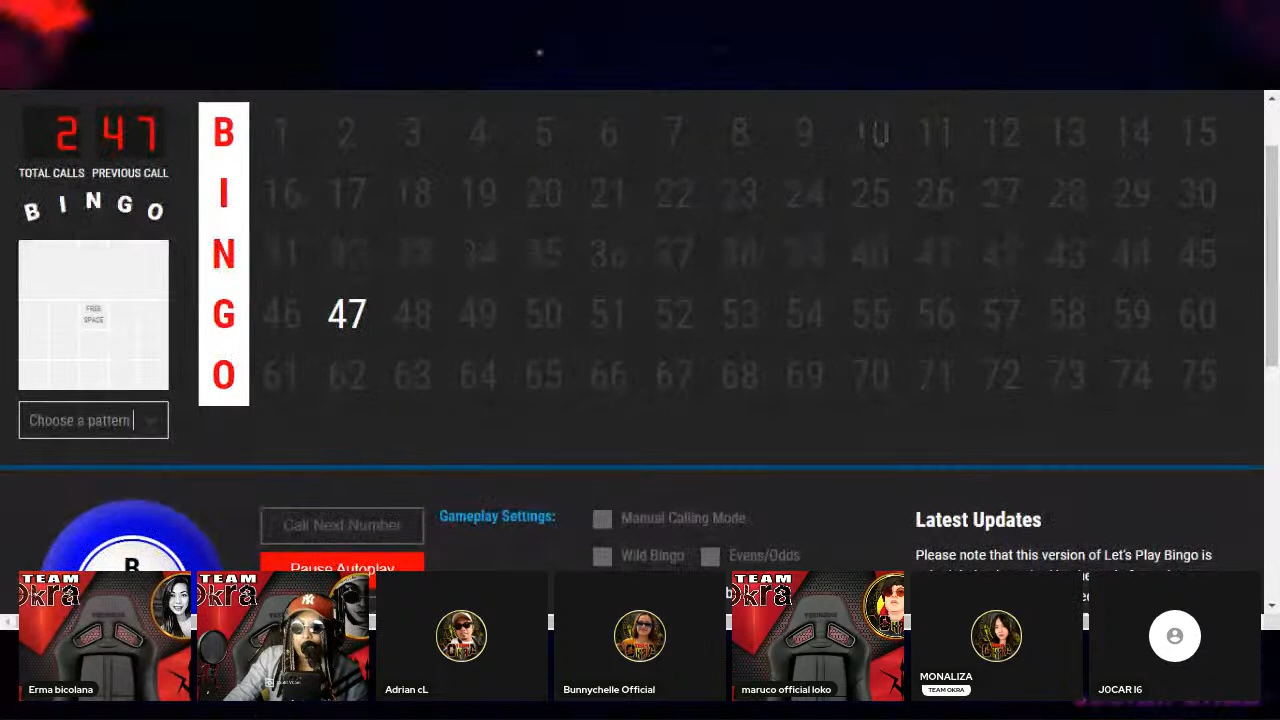 2 47
TOTAL CALLS PREVIOUS CALL
B I N G O
FREE
SPACE
Choose a pattern
B 1 2 3 4 5 6 7 8 9 10 11 12 13 14 15
I 16 17 18 19 20 21 22 23 24 25 26 27 28 29 30
N 31 32 33 34 35 36 37 38 39 40 41 42 43 44 45
G 46 47 48 49 50 51 52 53 54 55 56 57 58 59 60
O 61 62 63 64 65 66 67 68 69 70 71 72 73 74 75
B
Call Next Number
Pause Autoplay
Gameplay Settings:
Manual Calling Mode
Wild Bingo Evens/Odds
Latest Updates
Please note that this version of Let's Play Bingo is
TEAM
Okra
Erma bicolana
TEAM
Okra
Adrian cL
Bunnychelle Official
TEAM
Okra
maruco official loko
MONALIZA
TEAM OKRA
JOCAR I6